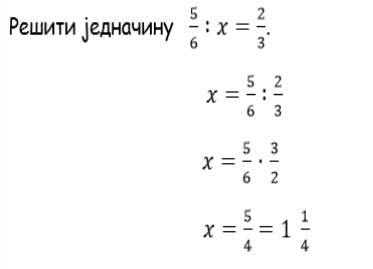 Решити једначину 5/6 : x = 2/3.
x = 5/6 : 2/3
x = 5/6 · 3/2
x = 5/4 = 1 1/4